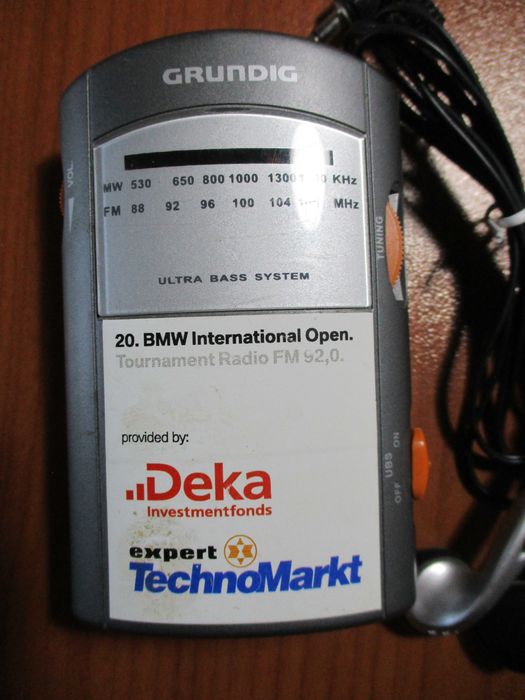 GRUNDIG
VOL.
MW 530 650 800 1000 1300 KHz
FM 88 92 96 100 104 MHz
TUNING
ULTRA BASS SYSTEM
20. BMW International Open.
Tournament Radio FM 92,0.
provided by:
Deka
Investmentfonds
OFF UBS ON
expert
TechnoMarkt